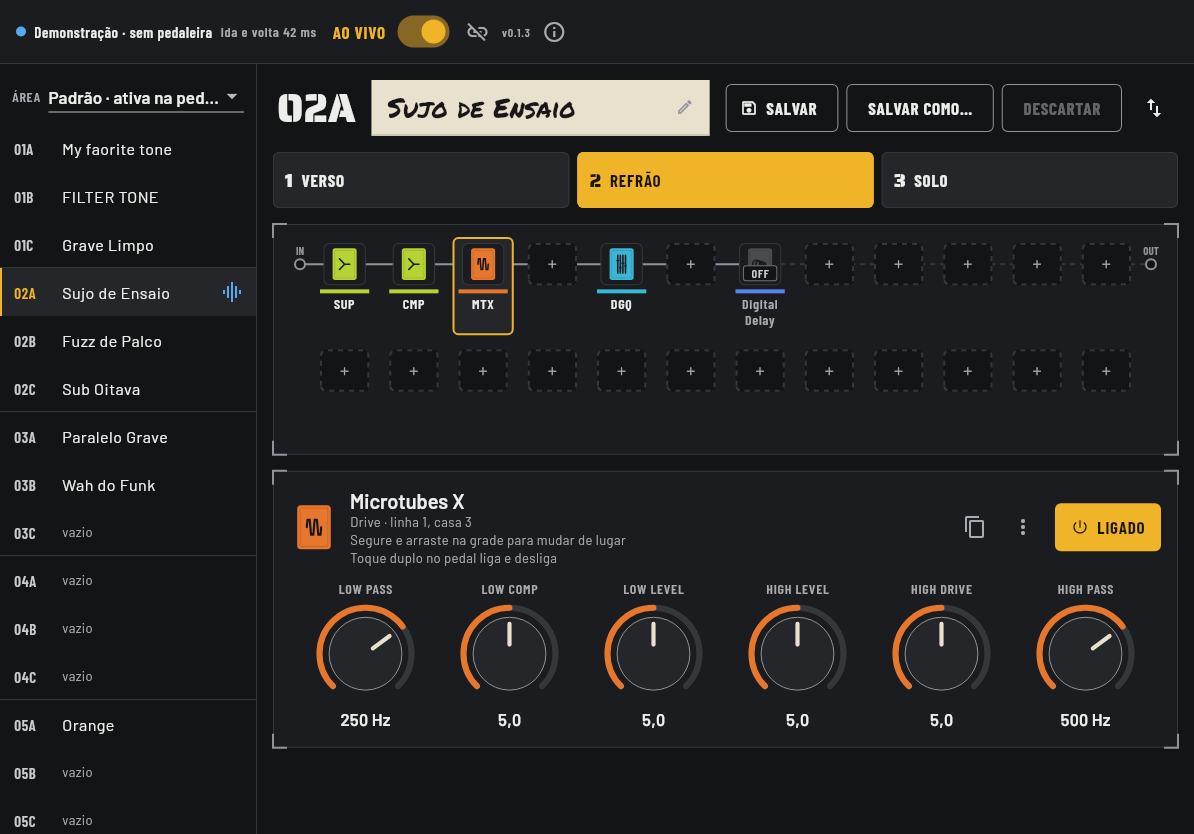 Demonstração · sem pedaleira Ida e volta 42 ms AO VIVO v0.1.3
ÁREA Padrão · ativa na ped...
01A My faorite tone
01B FILTER TONE
01C Grave Limpo
02A Sujo de Ensaio
02B Fuzz de Palco
02C Sub Oitava
03A Paralelo Grave
03B Wah do Funk
03C vazio
04A vazio
04B vazio
04C vazio
05A Orange
05B vazio
05C vazio
02A Sujo de Ensaio SALVAR SALVAR COMO... DESCARTAR
1 VERSO 2 REFRÃO 3 SOLO
IN OUT
+ + OFF + + + + +
SUP CMP MTX DGQ Digital
Delay
+ + + + + + + + + + + +
Microtubes X
Drive · linha 1, casa 3
Segure e arraste na grade para mudar de lugar
Toque duplo no pedal liga e desliga
LIGADO
LOW PASS LOW COMP LOW LEVEL HIGH LEVEL HIGH DRIVE HIGH PASS
250 Hz 5,0 5,0 5,0 5,0 500 Hz